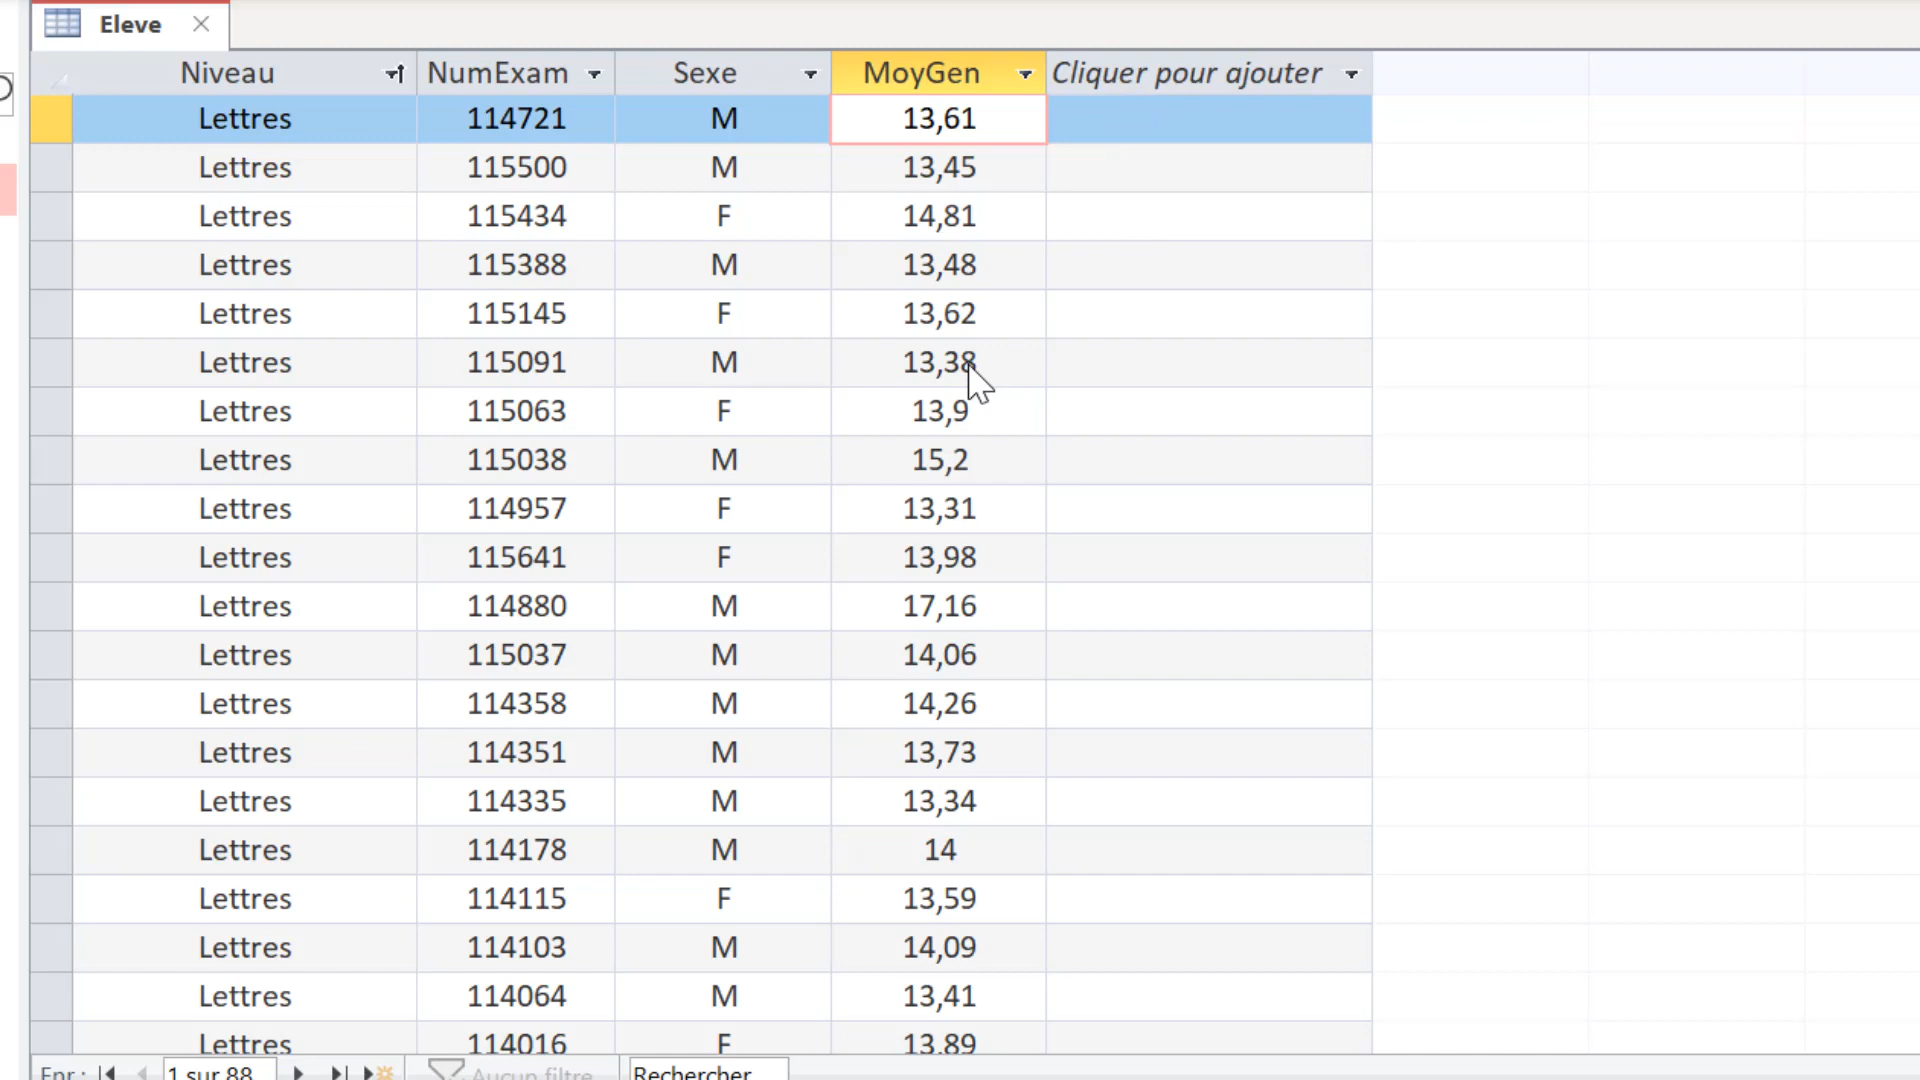 Eleve
Niveau NumExam Sexe MoyGen Cliquer pour ajouter
Lettres 114721 M 13,61
Lettres 115500 M 13,45
Lettres 115434 F 14,81
Lettres 115388 M 13,48
Lettres 115145 F 13,62
Lettres 115091 M 13,38
Lettres 115063 F 13,9
Lettres 115038 M 15,2
Lettres 114957 F 13,31
Lettres 115641 F 13,98
Lettres 114880 M 17,16
Lettres 115037 M 14,06
Lettres 114358 M 14,26
Lettres 114351 M 13,73
Lettres 114335 M 13,34
Lettres 114178 M 14
Lettres 114115 F 13,59
Lettres 114103 M 14,09
Lettres 114064 M 13,41
Lettres 114016 F 13,89
Enr : 1 sur 88 Aucun filtre Rechercher